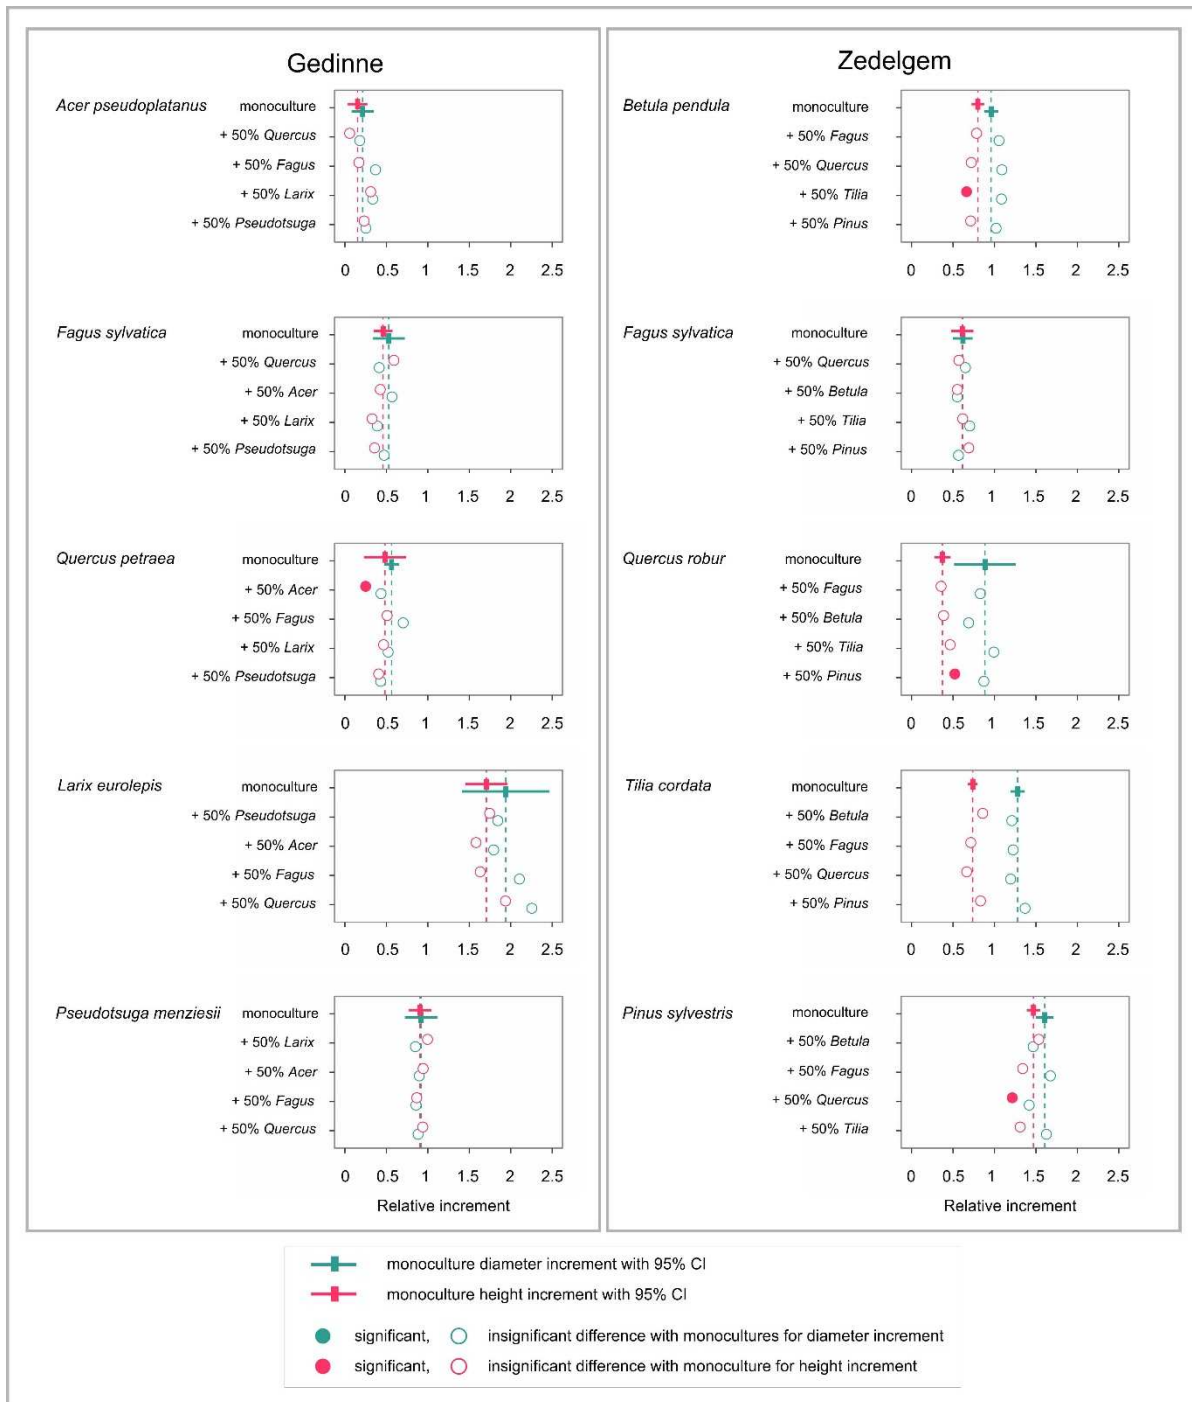 Gedinne
Acer pseudoplatanus
monoculture
+ 50% Quercus
+ 50% Fagus
+ 50% Larix
+ 50% Pseudotsuga
0 0.5 1 1.5 2 2.5
Fagus sylvatica
monoculture
+ 50% Quercus
+ 50% Acer
+ 50% Larix
+ 50% Pseudotsuga
0 0.5 1 1.5 2 2.5
Quercus petraea
monoculture
+ 50% Acer
+ 50% Fagus
+ 50% Larix
+ 50% Pseudotsuga
0 0.5 1 1.5 2 2.5
Larix eurolepis
monoculture
+ 50% Pseudotsuga
+ 50% Acer
+ 50% Fagus
+ 50% Quercus
0 0.5 1 1.5 2 2.5
Pseudotsuga menziesii
monoculture
+ 50% Larix
+ 50% Acer
+ 50% Fagus
+ 50% Quercus
0 0.5 1 1.5 2 2.5
Relative increment
Zedelgem
Betula pendula
monoculture
+ 50% Fagus
+ 50% Quercus
+ 50% Tilia
+ 50% Pinus
0 0.5 1 1.5 2 2.5
Fagus sylvatica
monoculture
+ 50% Quercus
+ 50% Betula
+ 50% Tilia
+ 50% Pinus
0 0.5 1 1.5 2 2.5
Quercus robur
monoculture
+ 50% Fagus
+ 50% Betula
+ 50% Tilia
+ 50% Pinus
0 0.5 1 1.5 2 2.5
Tilia cordata
monoculture
+ 50% Betula
+ 50% Fagus
+ 50% Quercus
+ 50% Pinus
0 0.5 1 1.5 2 2.5
Pinus sylvestris
monoculture
+ 50% Betula
+ 50% Fagus
+ 50% Quercus
+ 50% Tilia
0 0.5 1 1.5 2 2.5
Relative increment
monoculture diameter increment with 95% CI
monoculture height increment with 95% CI
significant, insignificant difference with monocultures for diameter increment
significant, insignificant difference with monoculture for height increment